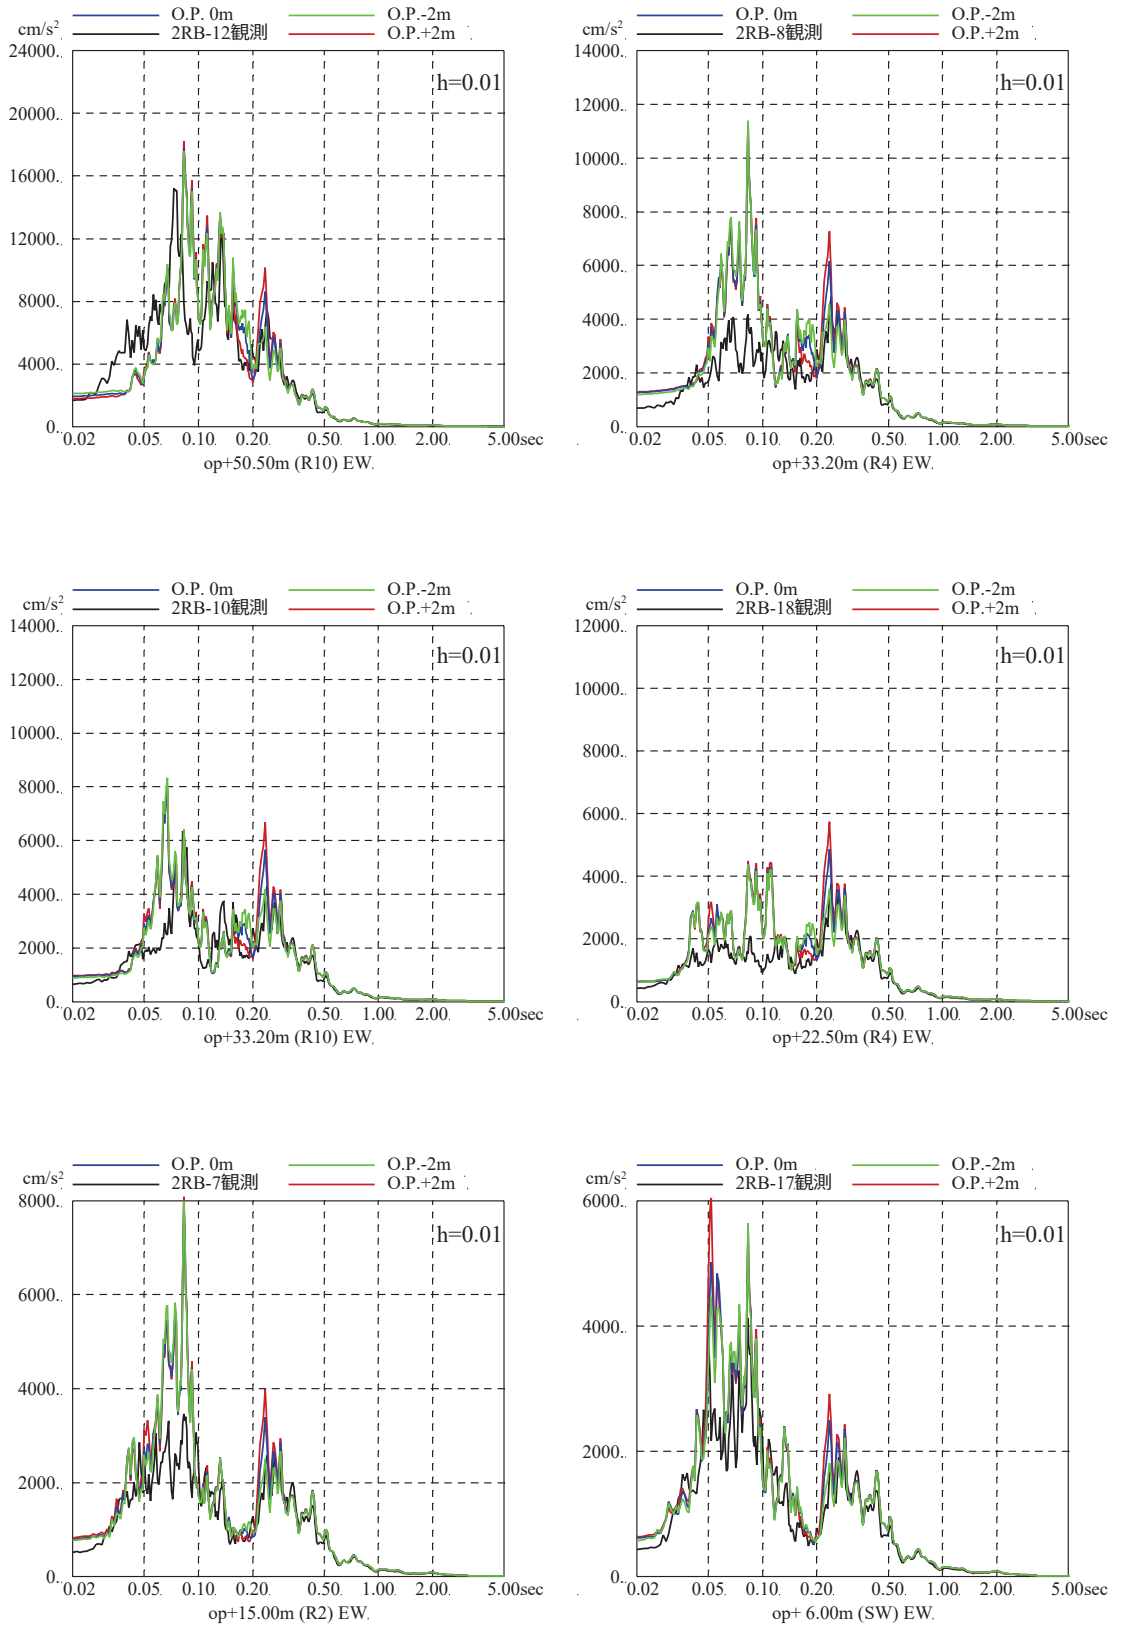 O.P. 0m O.P.-2m
cm/s² 2RB-12観測 O.P.+2m
24000.
h=0.01
20000.
16000.
12000.
8000.
4000.
0.
0.02 0.05 0.10 0.20 0.50 1.00 2.00 5.00sec
op+50.50m (R10) EW
O.P. 0m O.P.-2m
cm/s² 2RB-8観測 O.P.+2m
14000.
h=0.01
12000.
10000.
8000.
6000.
4000.
2000.
0.
0.02 0.05 0.10 0.20 0.50 1.00 2.00 5.00sec
op+33.20m (R4) EW
O.P. 0m O.P.-2m
cm/s² 2RB-10観測 O.P.+2m
14000.
h=0.01
12000.
10000.
8000.
6000.
4000.
2000.
0.
0.02 0.05 0.10 0.20 0.50 1.00 2.00 5.00sec
op+33.20m (R10) EW
O.P. 0m O.P.-2m
cm/s² 2RB-18観測 O.P.+2m
12000.
h=0.01
10000.
8000.
6000.
4000.
2000.
0.
0.02 0.05 0.10 0.20 0.50 1.00 2.00 5.00sec
op+22.50m (R4) EW
O.P. 0m O.P.-2m
cm/s² 2RB-7観測 O.P.+2m
8000.
h=0.01
6000.
4000.
2000.
0.
0.02 0.05 0.10 0.20 0.50 1.00 2.00 5.00sec
op+15.00m (R2) EW
O.P. 0m O.P.-2m
cm/s² 2RB-17観測 O.P.+2m
6000.
h=0.01
4000.
2000.
0.
0.02 0.05 0.10 0.20 0.50 1.00 2.00 5.00sec
op+ 6.00m (SW) EW